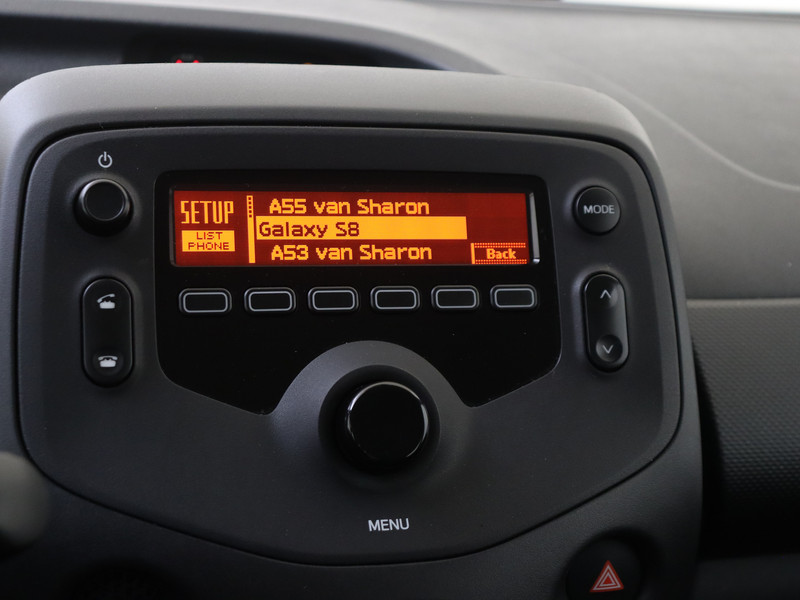 SETUP
LIST
PHONE
A55 van Sharon
Galaxy S8
A53 van Sharon
Back
MODE
MENU